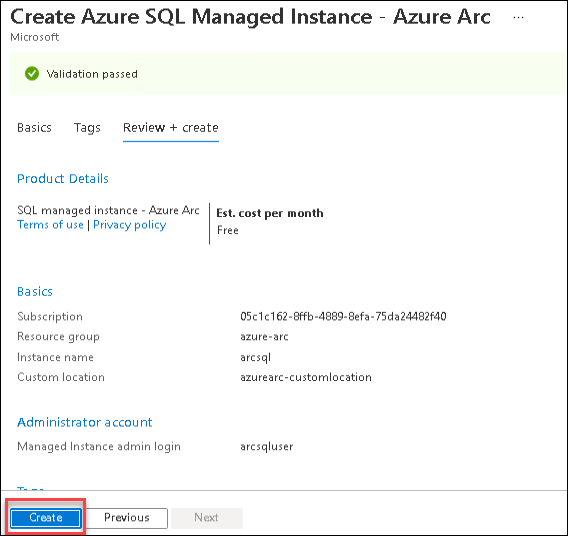 Create Azure SQL Managed Instance - Azure Arc ...
Microsoft
Validation passed
Basics Tags Review + create
Product Details
SQL managed instance - Azure Arc
Terms of use | Privacy policy
Est. cost per month
Free
Basics
Subscription 05c1c162-8ffb-4889-8efa-75da24482f40
Resource group azure-arc
Instance name arcsql
Custom location azurearc-customlocation
Administrator account
Managed Instance admin login arcsqluser
Create Previous Next